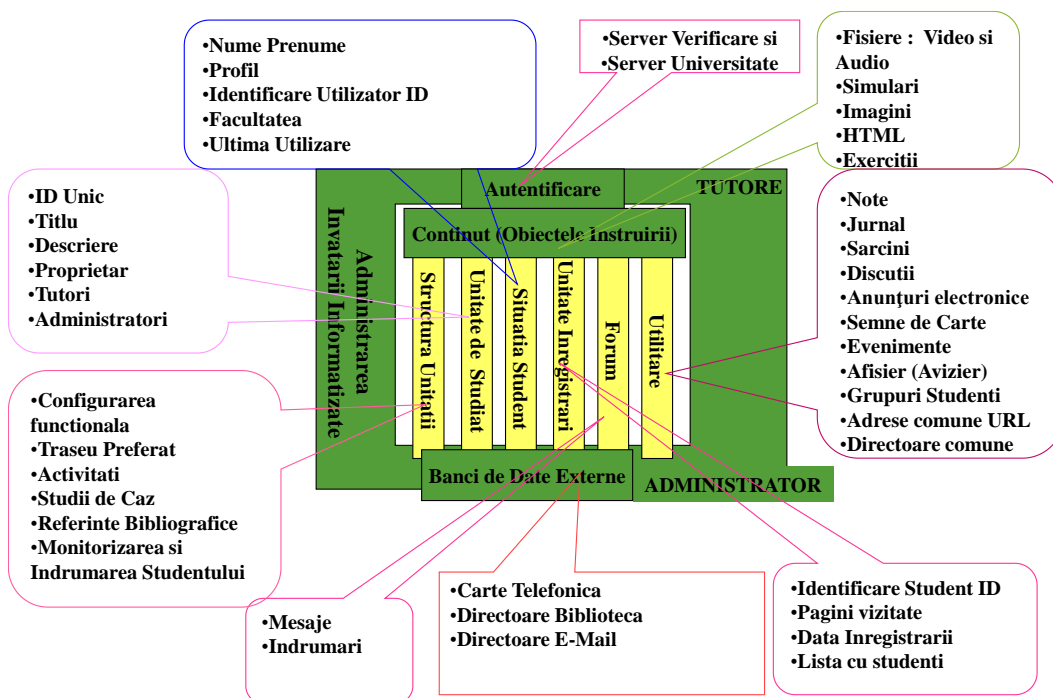 •Nume Prenume
•Profil
•Identificare Utilizator ID
•Facultatea
•Ultima Utilizare
•Server Verificare si
•Server Universitate
•Fisiere : Video si
Audio
•Simulari
•Imagini
•HTML
•Exercitii
•ID Unic
•Titlu
•Descriere
•Proprietar
•Tutori
•Administratori
Administrarea
Invatarii Informatizate
Autentificare
TUTORE
Continut (Obiectele Instruirii)
Structura Unitatii
Unitate de Studiat
Situatia Student
Unitate Inregistrari
Forum
Utilitare
Banci de Date Externe
ADMINISTRATOR
•Note
•Jurnal
•Sarcini
•Discutii
•Anunţuri electronice
•Semne de Carte
•Evenimente
•Afisier (Avizier)
•Grupuri Studenti
•Adrese comune URL
•Directoare comune
•Configurarea
functionala
•Traseu Preferat
•Activitati
•Studii de Caz
•Referinte Bibliografice
•Monitorizarea si
Indrumarea Studentului
•Mesaje
•Indrumari
•Carte Telefonica
•Directoare Biblioteca
•Directoare E-Mail
•Identificare Student ID
•Pagini vizitate
•Data Inregistrarii
•Lista cu studenti